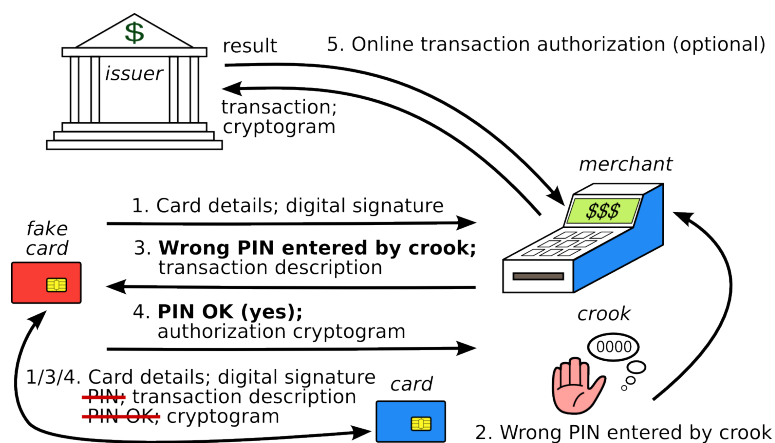 $
issuer
result
5. Online transaction authorization (optional)
transaction;
cryptogram
merchant
$$$
1. Card details; digital signature
fake
card
3. Wrong PIN entered by crook;
transaction description
4. PIN OK (yes);
authorization cryptogram
crook
0000
1/3/4. Card details; digital signature
PIN; transaction description
PIN OK; cryptogram
card
2. Wrong PIN entered by crook